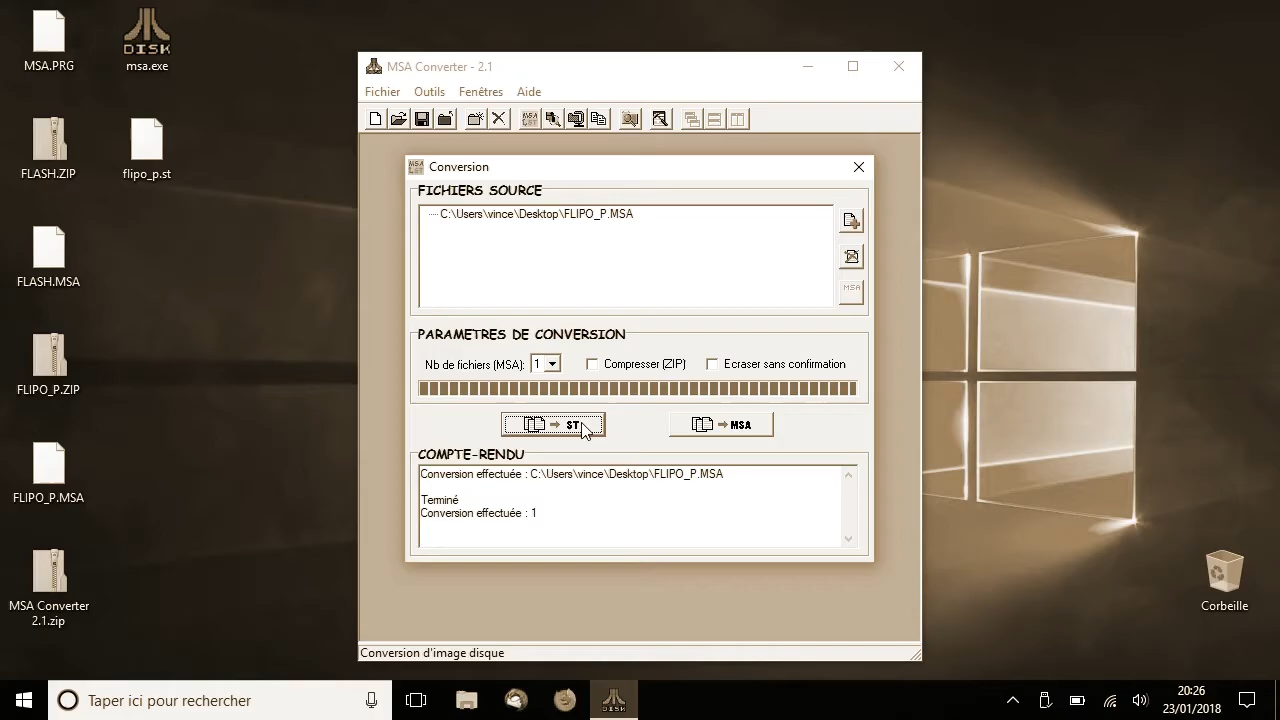 MSA.PRG
DISK
msa.exe
FLASH.ZIP
flipo_p.st
FLASH.MSA
FLIPO_P.ZIP
FLIPO_P.MSA
MSA Converter
2.1.zip
MSA Converter - 2.1
Fichier Outils Fenêtres Aide
Conversion
FICHIERS SOURCE
C:\Users\vince\Desktop\FLIPO_P.MSA
MSA
PARAMETRES DE CONVERSION
Nb de fichiers (MSA): 1 Compresser (ZIP) Ecraser sans confirmation
ST
MSA
COMPTE-RENDU
Conversion effectuée : C:\Users\vince\Desktop\FLIPO_P.MSA
Terminé
Conversion effectuée : 1
Conversion d'image disque
Corbeille
Taper ici pour rechercher
DISK
20:26
23/01/2018